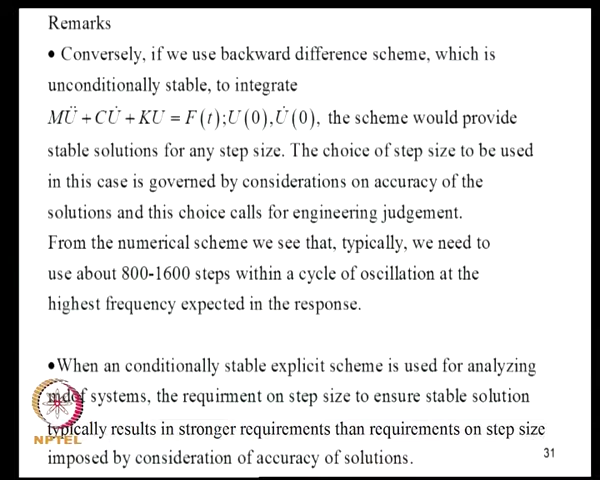 Remarks
• Conversely, if we use backward difference scheme, which is
unconditionally stable, to integrate
MÜ + CU̇ + KU = F(t); U(0), U̇(0), the scheme would provide
stable solutions for any step size. The choice of step size to be used
in this case is governed by considerations on accuracy of the
solutions and this choice calls for engineering judgement.
From the numerical scheme we see that, typically, we need to
use about 800-1600 steps within a cycle of oscillation at the
highest frequency expected in the response.
•When an conditionally stable explicit scheme is used for analyzing
mdof systems, the requirment on step size to ensure stable solution
typically results in stronger requirements than requirements on step size
imposed by consideration of accuracy of solutions.
NPTEL
31